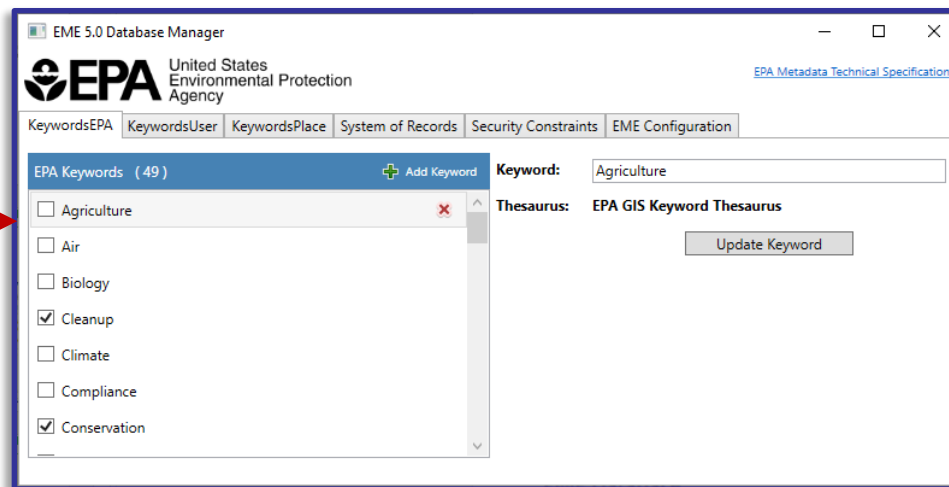 EME 5.0 Database Manager
EPA
United States
Environmental Protection
Agency
EPA Metadata Technical Specification
KeywordsEPA KeywordsUser KeywordsPlace System of Records Security Constraints EME Configuration
EPA Keywords ( 49 ) Add Keyword
Keyword: Agriculture
Agriculture
Thesaurus: EPA GIS Keyword Thesaurus
Air
Update Keyword
Biology
Cleanup
Climate
Compliance
Conservation